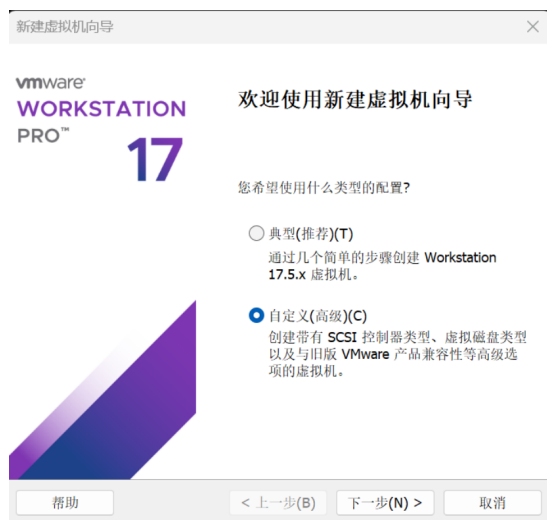 新建虚拟机向导
vmware
WORKSTATION
PRO™
17
欢迎使用新建虚拟机向导
您希望使用什么类型的配置?
典型(推荐)(T)
通过几个简单的步骤创建 Workstation
17.5.x 虚拟机。
自定义(高级)(C)
创建带有 SCSI 控制器类型、虚拟磁盘类型
以及与旧版 VMware 产品兼容性等高级选
项的虚拟机。
帮助
< 上一步(B)
下一步(N) >
取消